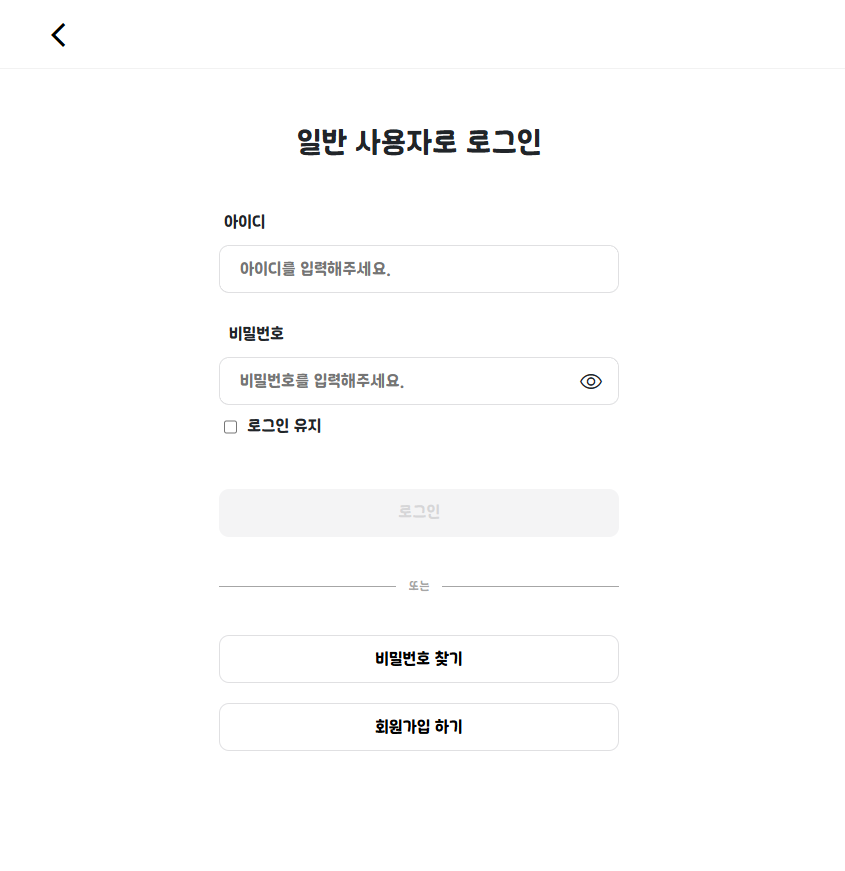 일반 사용자로 로그인
아이디
아이디를 입력해주세요.
비밀번호
비밀번호를 입력해주세요.
로그인 유지
로그인
또는
비밀번호 찾기
회원가입 하기